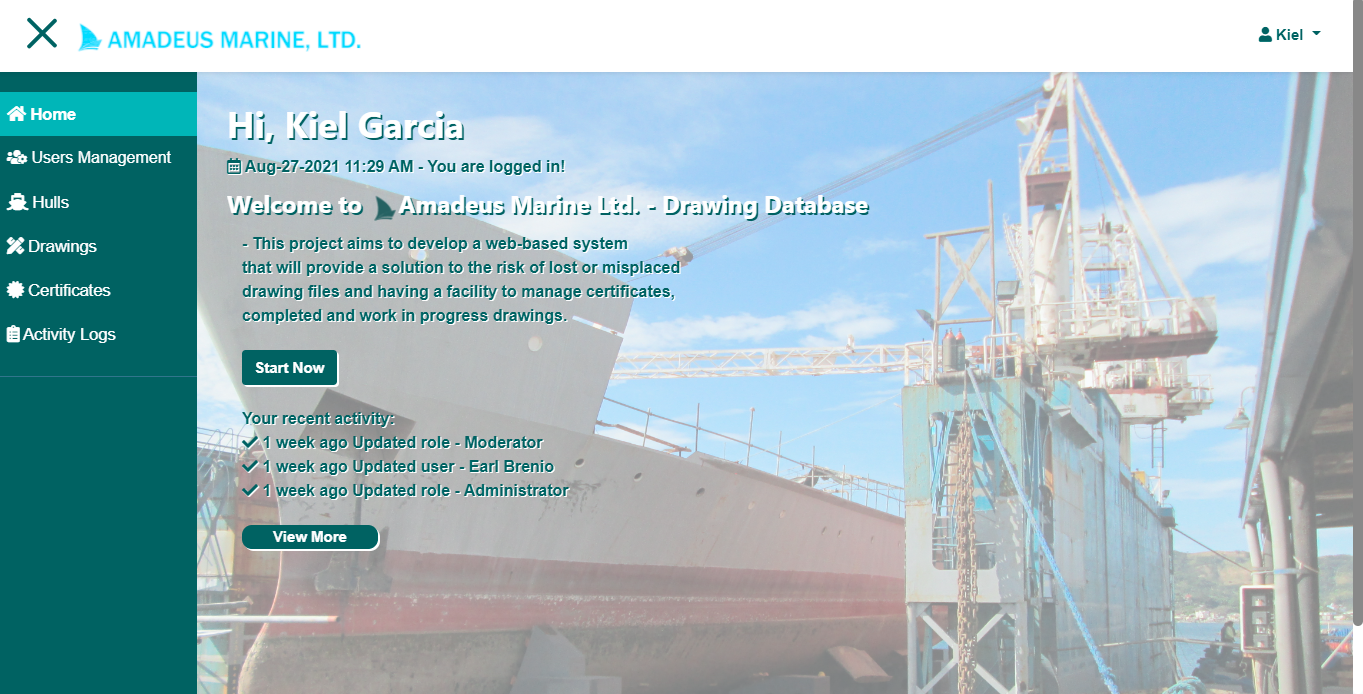 AMADEUS MARINE, LTD.
Kiel
Home
Users Management
Hulls
Drawings
Certificates
Activity Logs
Hi, Kiel Garcia
Aug-27-2021 11:29 AM - You are logged in!
Welcome to Amadeus Marine Ltd. - Drawing Database
- This project aims to develop a web-based system
that will provide a solution to the risk of lost or misplaced
drawing files and having a facility to manage certificates,
completed and work in progress drawings.
Start Now
Your recent activity:
1 week ago Updated role - Moderator
1 week ago Updated user - Earl Brenio
1 week ago Updated role - Administrator
View More